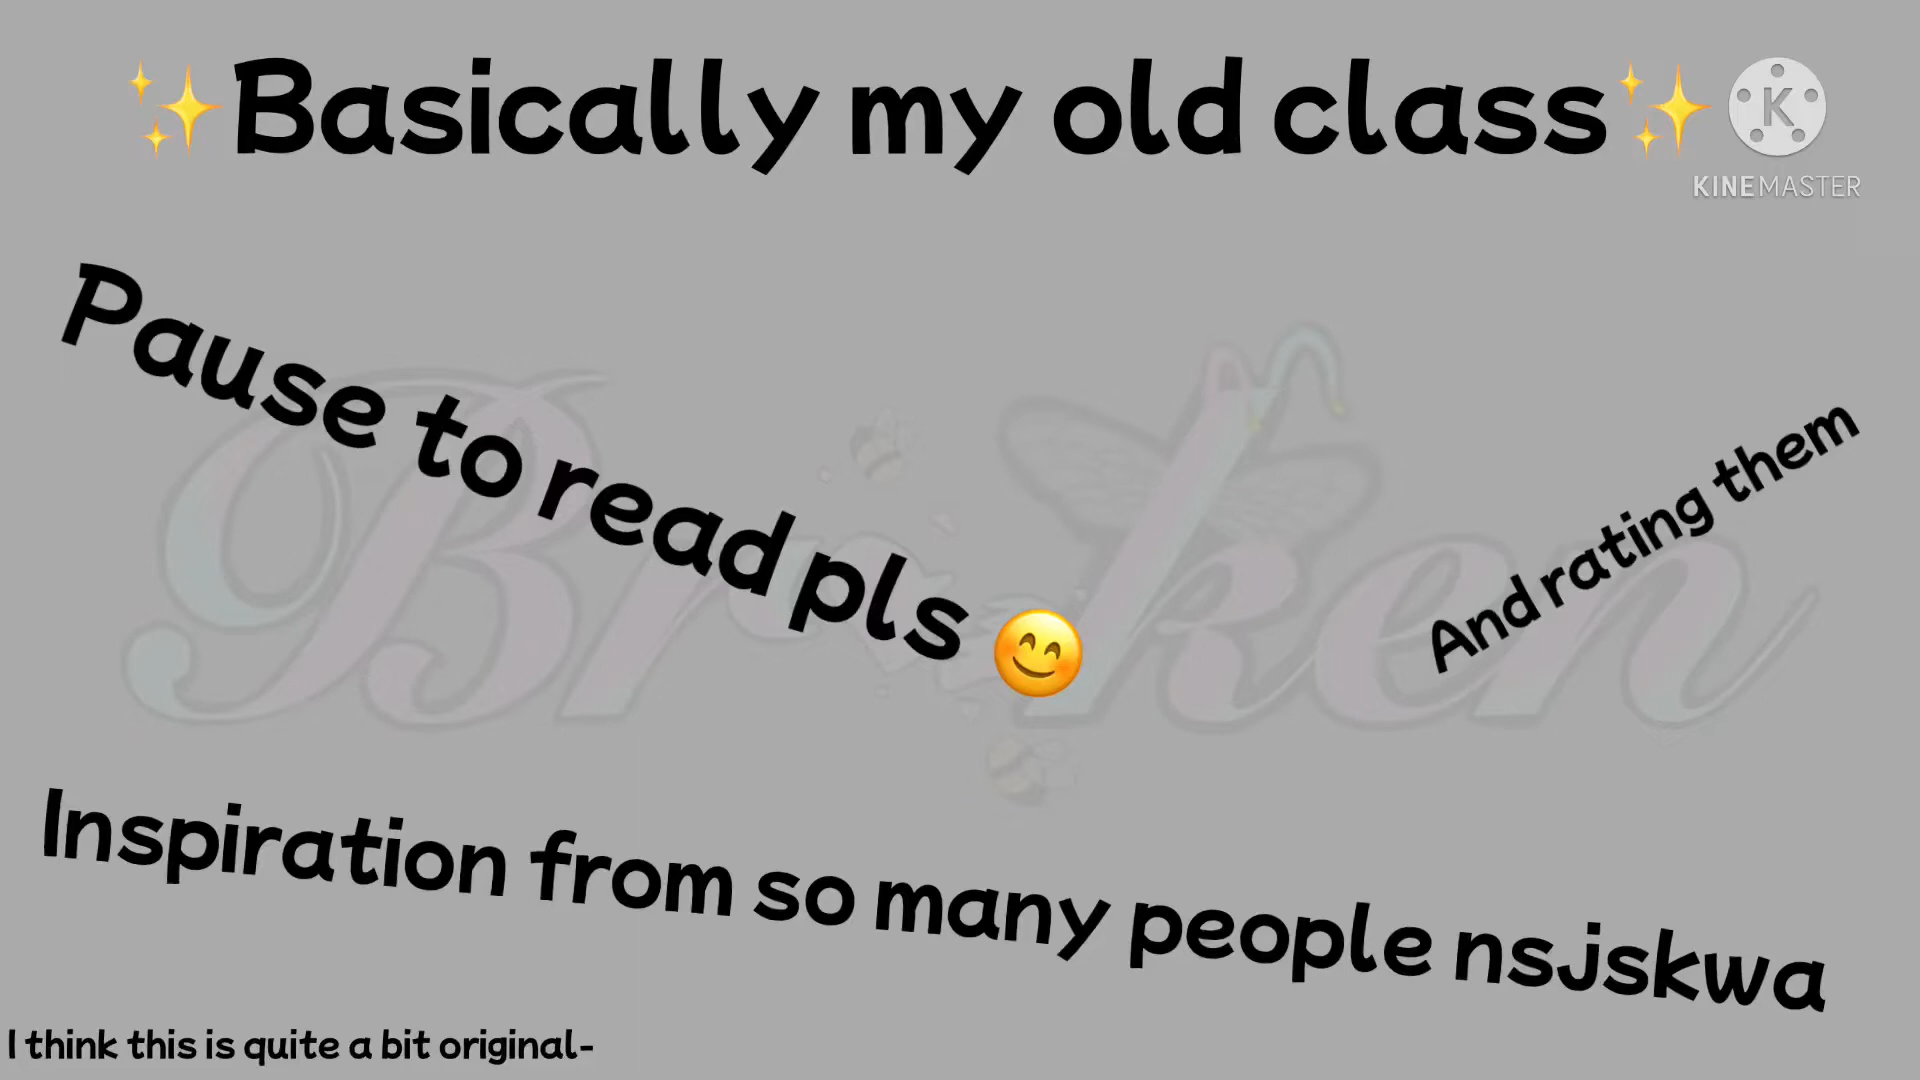 ✨Basically my old class✨
KINEMASTER
Pause to read pls 😊
And rating them
Broken
Inspiration from so many people nsjskwa
I think this is quite a bit original-